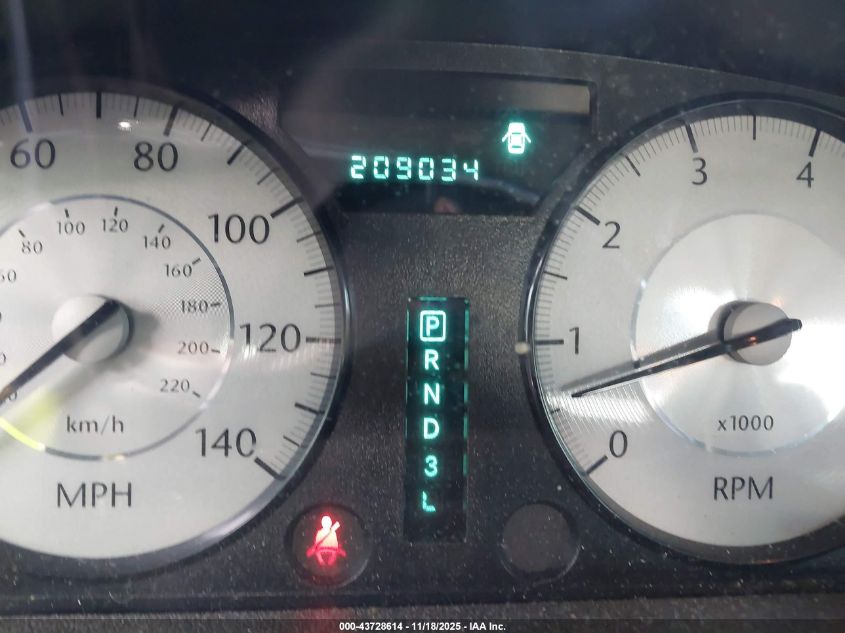 60 80 100 120 140
80 100 120 140 160 180 200 220
km/h
MPH
209034
P
R
N
D
3
L
0 1 2 3 4
x1000
RPM
000-43728614 - 11/18/2025 - IAA Inc.